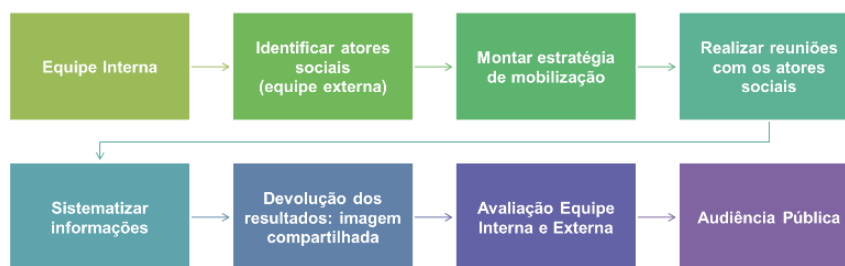 Equipe Interna
Identificar atores
sociais
(equipe externa)
Montar estratégia
de mobilização
Realizar reuniões
com os atores
sociais
Sistematizar
informações
Devolução dos
resultados: imagem
compartilhada
Avaliação Equipe
Interna e Externa
Audiência Pública